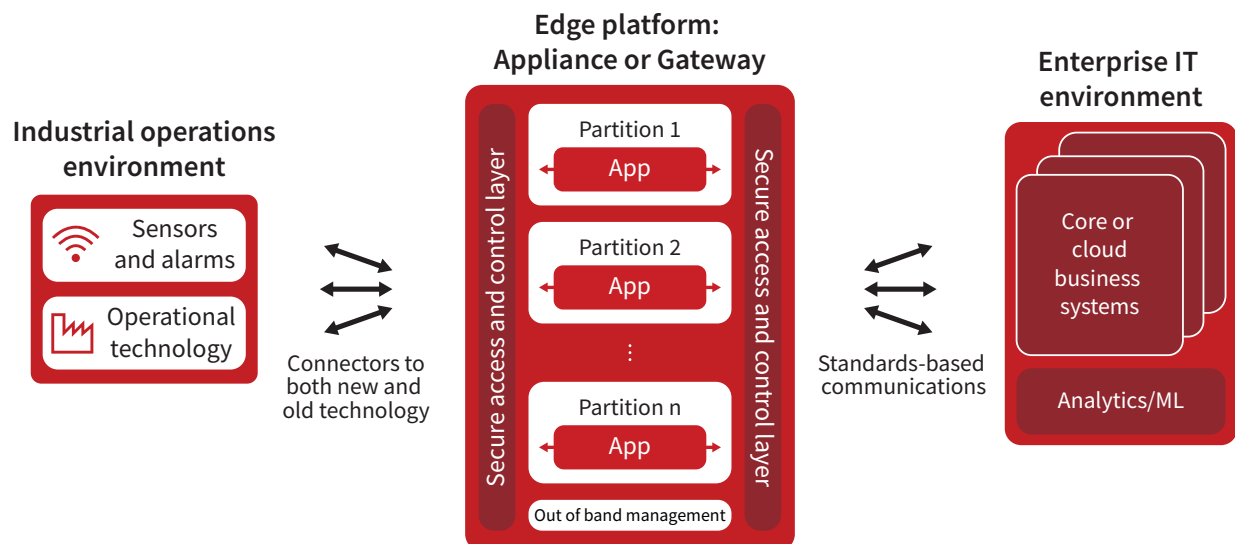 Industrial operations
environment
Sensors
and alarms
Operational
technology
Connectors to
both new and
old technology
Edge platform:
Appliance or Gateway
Secure access and control layer
Partition 1
App
Partition 2
App
...
Partition n
App
Out of band management
Secure access and control layer
Standards-based
communications
Enterprise IT
environment
Core or
cloud
business
systems
Analytics/ML